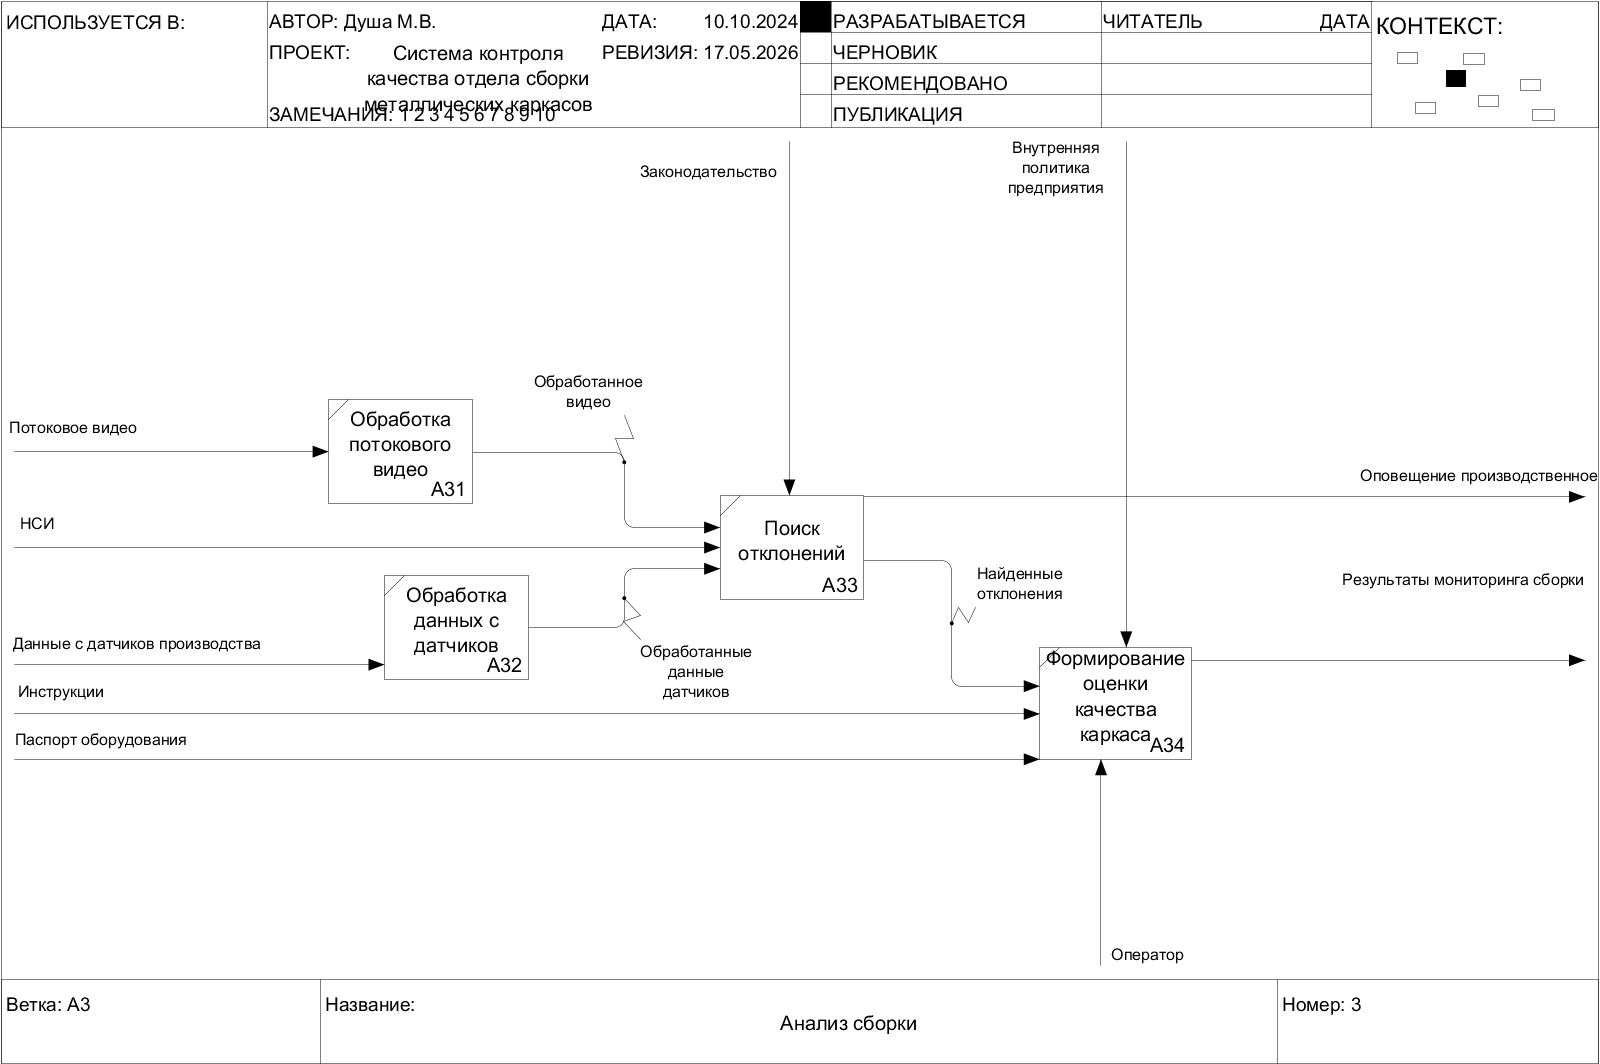 ИСПОЛЬЗУЕТСЯ В:
АВТОР: Душа М.В.
ДАТА: 10.10.2024
ПРОЕКТ: Система контроля
качества отдела сборки
металлических каркасов
РЕВИЗИЯ: 17.05.2026
ЗАМЕЧАНИЯ: 1 2 3 4 5 6 7 8 9 10
РАЗРАБАТЫВАЕТСЯ
ЧЕРНОВИК
РЕКОМЕНДОВАНО
ПУБЛИКАЦИЯ
ЧИТАТЕЛЬ ДАТА
КОНТЕКСТ:
Законодательство
Внутренняя
политика
предприятия
Обработанное
видео
Потоковое видео
Обработка
потокового
видео
A31
Оповещение производственное
НСИ
Поиск
отклонений
A33
Найденные
отклонения
Результаты мониторинга сборки
Обработка
данных с
датчиков
A32
Данные с датчиков производства
Обработанные
данные
датчиков
Инструкции
Формирование
оценки
качества
каркаса
A34
Паспорт оборудования
Оператор
Ветка: A3
Название:
Анализ сборки
Номер: 3